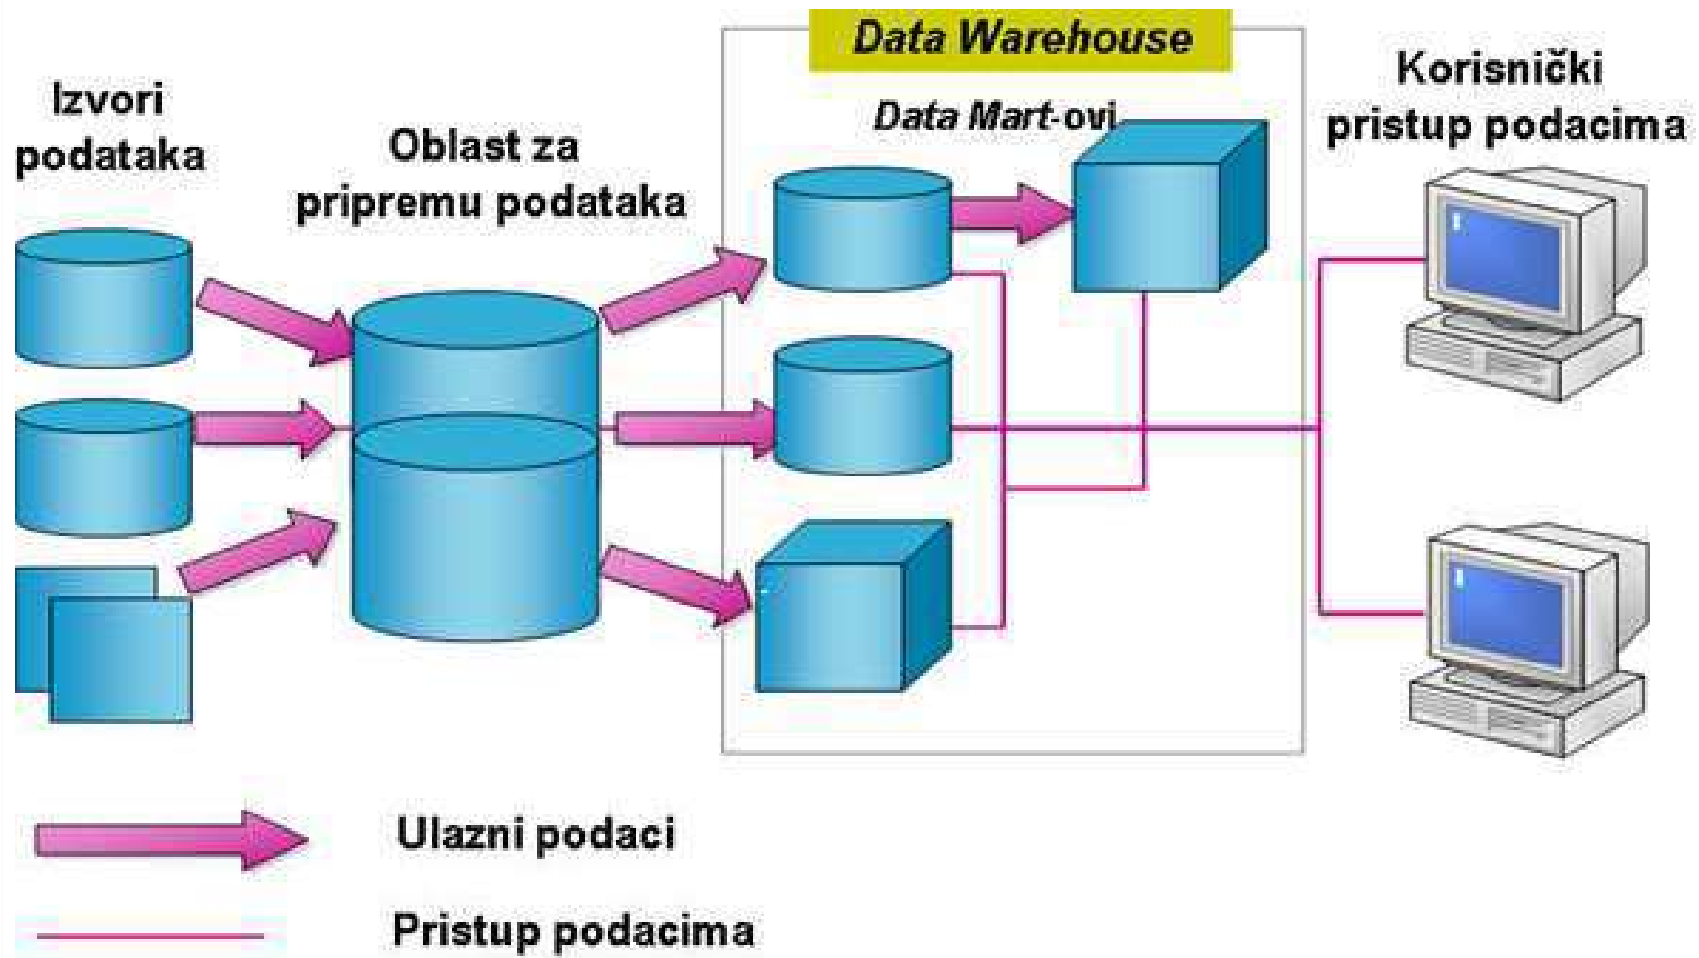 Data Warehouse
Izvori
podataka
Oblast za
pripremu podataka
Data Mart-ovi
Korisnički
pristup podacima
Ulazni podaci
Pristup podacima